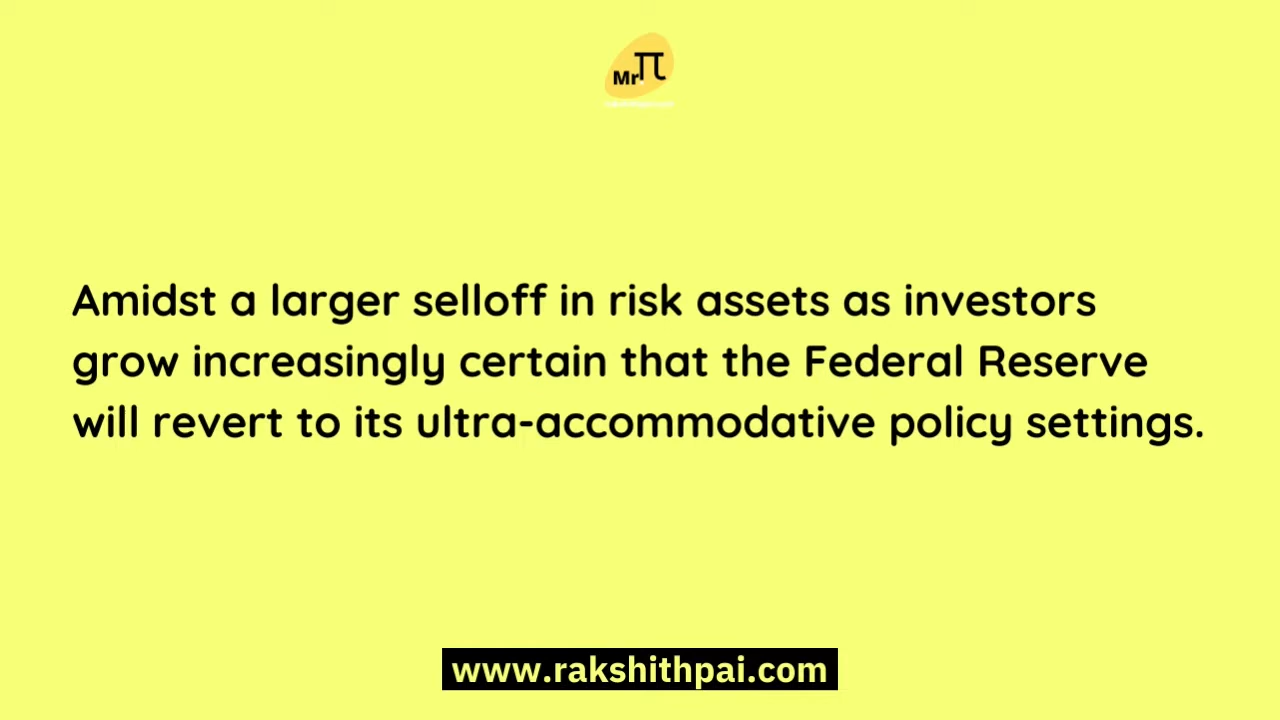 Mr π
Amidst a larger selloff in risk assets as investors
grow increasingly certain that the Federal Reserve
will revert to its ultra-accommodative policy settings.
www.rakshithpai.com